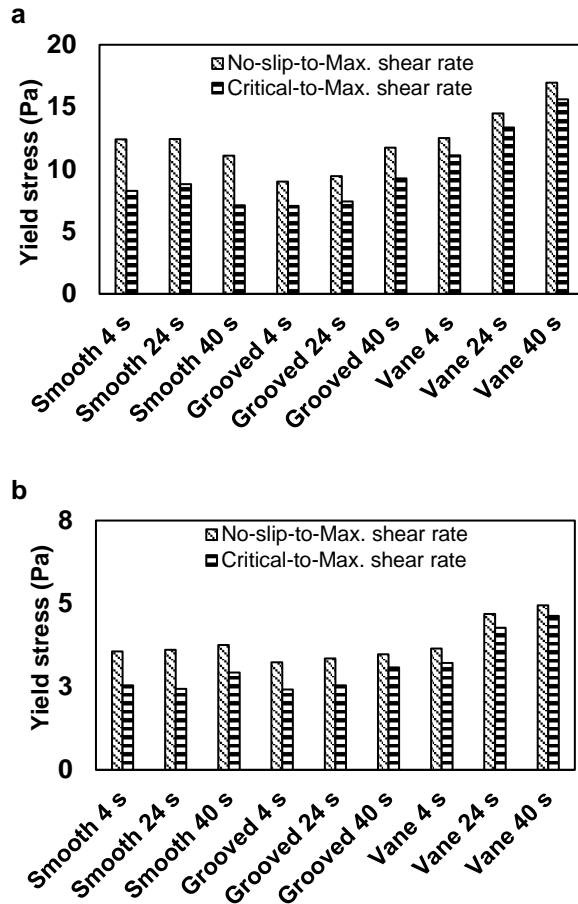 a
Yield stress (Pa)
20
15
10
5
0
No-slip-to-Max. shear rate
Critical-to-Max. shear rate
Smooth 4 s
Smooth 24 s
Smooth 40 s
Grooved 4 s
Grooved 24 s
Grooved 40 s
Vane 4 s
Vane 24 s
Vane 40 s
b
Yield stress (Pa)
8
5
3
0
No-slip-to-Max. shear rate
Critical-to-Max. shear rate
Smooth 4 s
Smooth 24 s
Smooth 40 s
Grooved 4 s
Grooved 24 s
Grooved 40 s
Vane 4 s
Vane 24 s
Vane 40 s